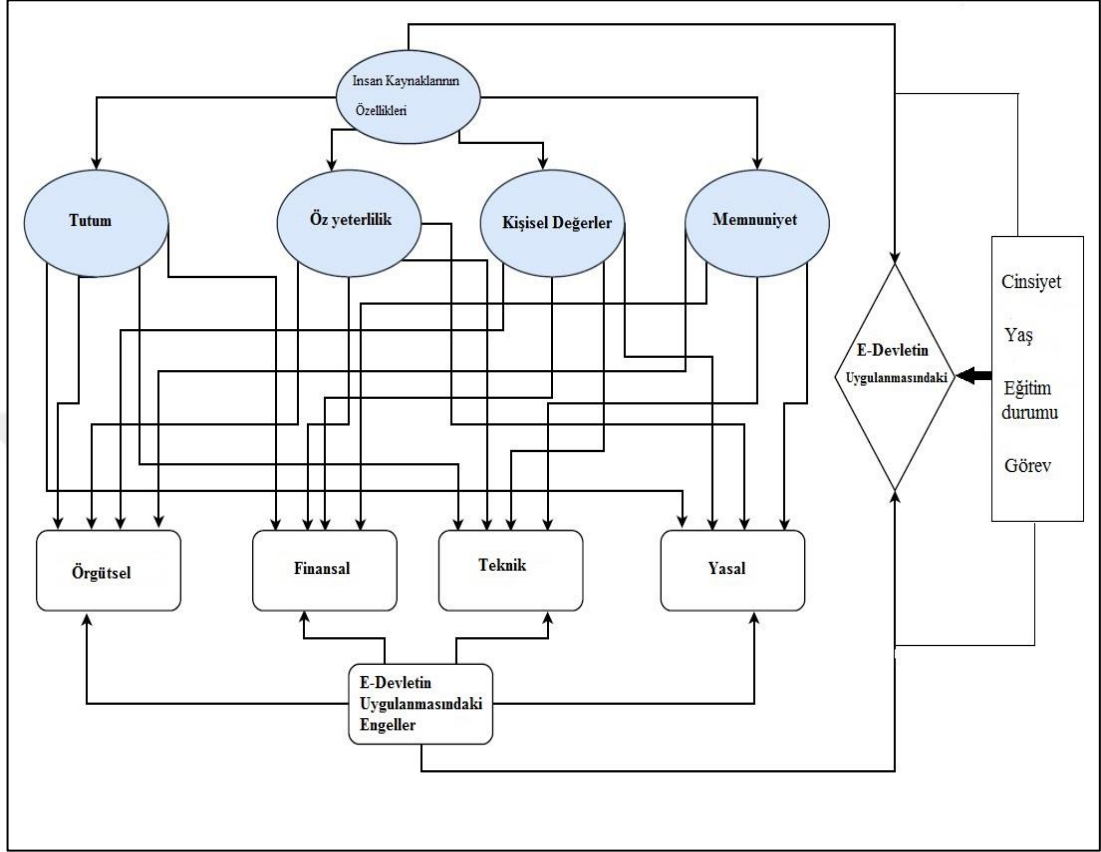 Insan Kaynaklarının
Özellikleri
Tutum
Öz yeterlilik
Kişisel Değerler
Memnuniyet
Cinsiyet
Yaş
Eğitim
durumu
Görev
E-Devletin
Uygulanmasındaki
Örgütsel
Finansal
Teknik
Yasal
E-Devletin
Uygulanmasındaki
Engeller